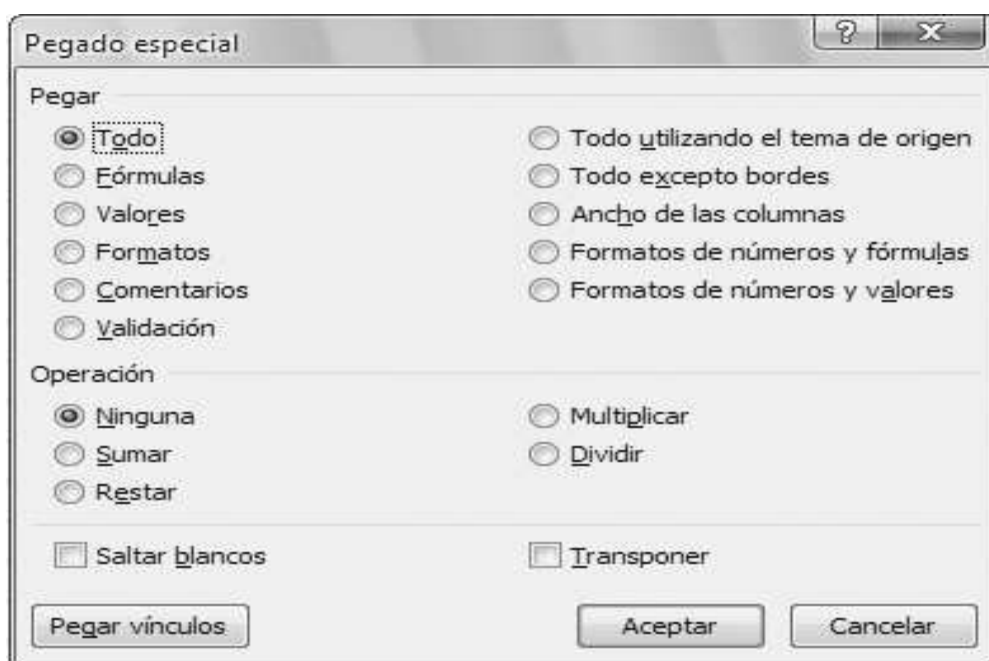 Pegado especial
?
Pegar
Todo
Todo utilizando el tema de origen
Fórmulas
Todo excepto bordes
Valores
Ancho de las columnas
Formatos
Formatos de números y fórmulas
Comentarios
Formatos de números y valores
Validación
Operación
Ninguna
Multiplicar
Sumar
Dividir
Restar
Saltar blancos
Transponer
Pegar vínculos
Aceptar
Cancelar